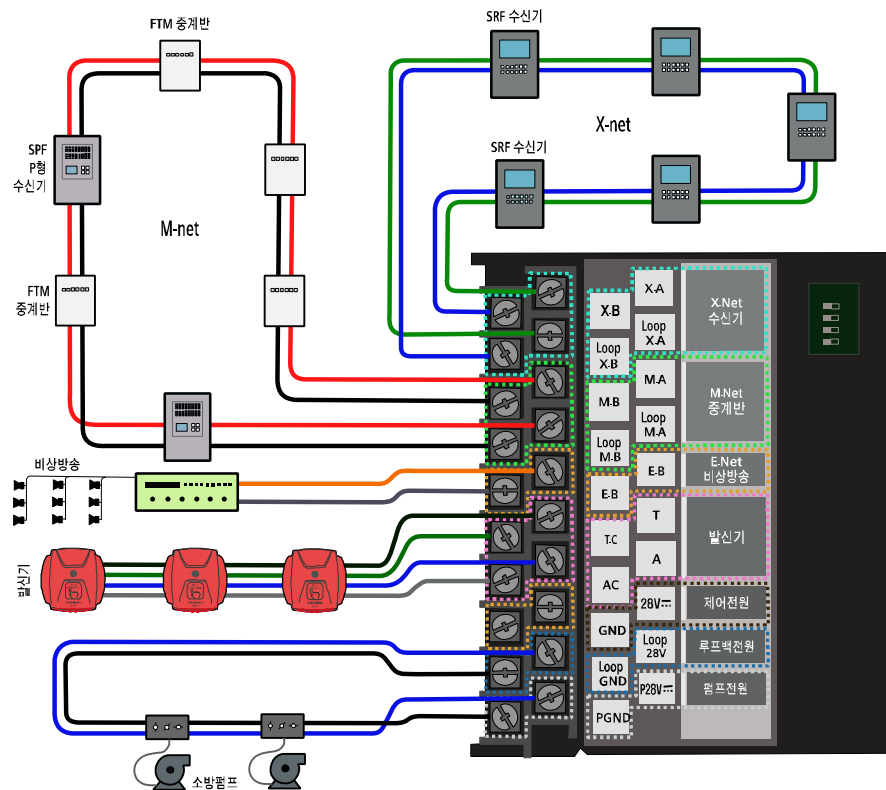 FTM 중계반
SRF 수신기
X-net
SPF
P형
수신기
SRF 수신기
M-net
FTM
중계반
비상방송
발신기
소방펌프
X.A
X.B
Loop
X.A
Loop
X.B
X.Net
수신기
M.A
M.B
Loop
M.A
Loop
M.B
M.Net
중계반
E.B
E.B
E.Net
비상방송
T
T.C
A
AC
발신기
28V
GND
제어전원
Loop
28V
Loop
GND
루프백전원
P28V
PGND
펌프전원